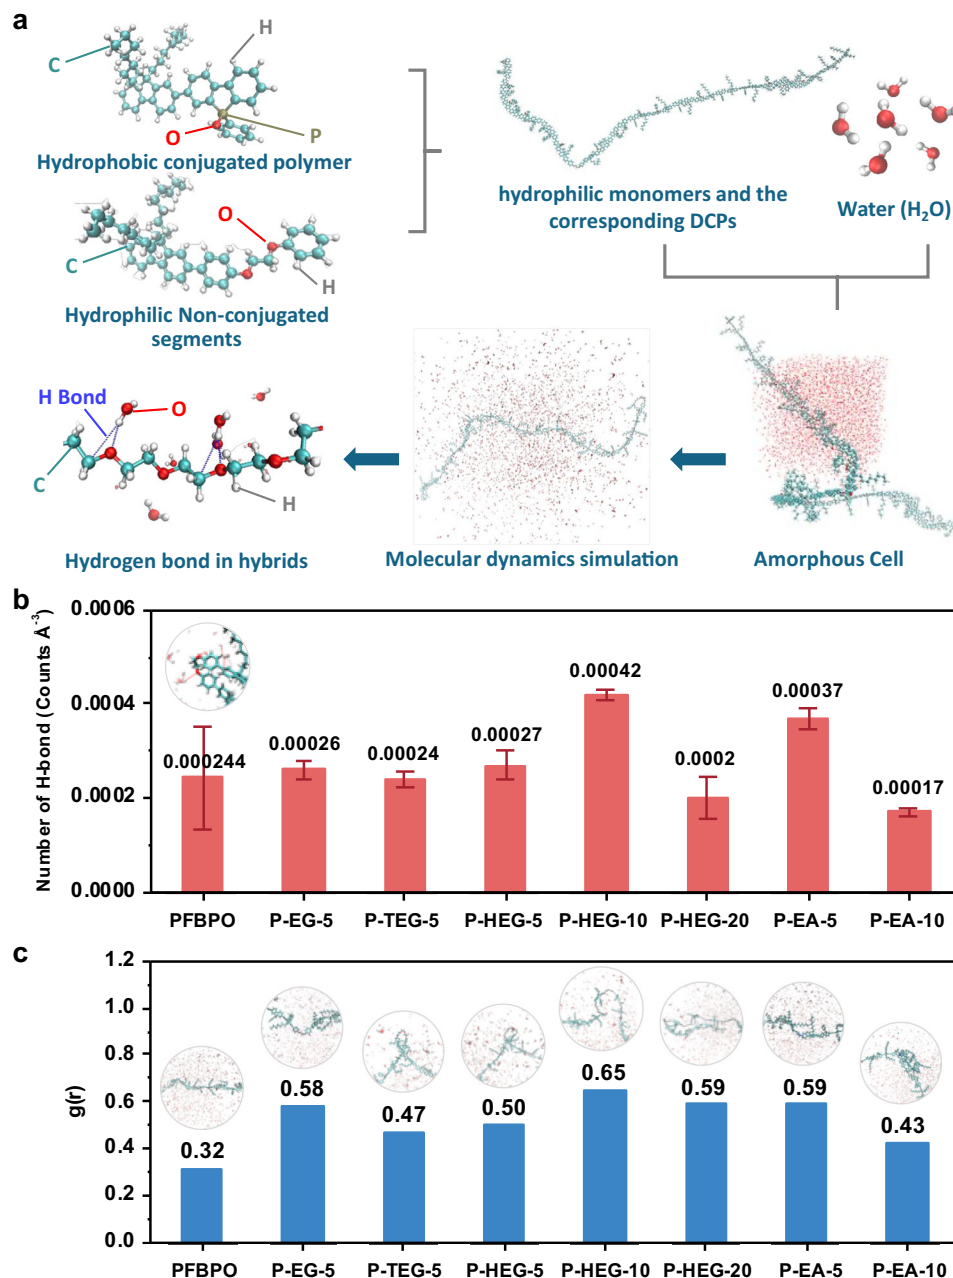 a
C
H
O
P
Hydrophobic conjugated polymer
O
C
H
Hydrophilic Non-conjugated
segments
hydrophilic monomers and the
corresponding DCPs
Water (H₂O)
H Bond
O
C
H
Hydrogen bond in hybrids
Molecular dynamics simulation
Amorphous Cell
b
Number of H-bond (Counts Å⁻³)
0.0006
0.0004
0.0002
0.0000
0.000244
0.00026
0.00024
0.00027
0.00042
0.0002
0.00037
0.00017
PFBPO P-EG-5 P-TEG-5 P-HEG-5 P-HEG-10 P-HEG-20 P-EA-5 P-EA-10
c
g(r)
1.2
1.0
0.8
0.6
0.4
0.2
0.0
0.32
0.58
0.47
0.50
0.65
0.59
0.59
0.43
PFBPO P-EG-5 P-TEG-5 P-HEG-5 P-HEG-10 P-HEG-20 P-EA-5 P-EA-10